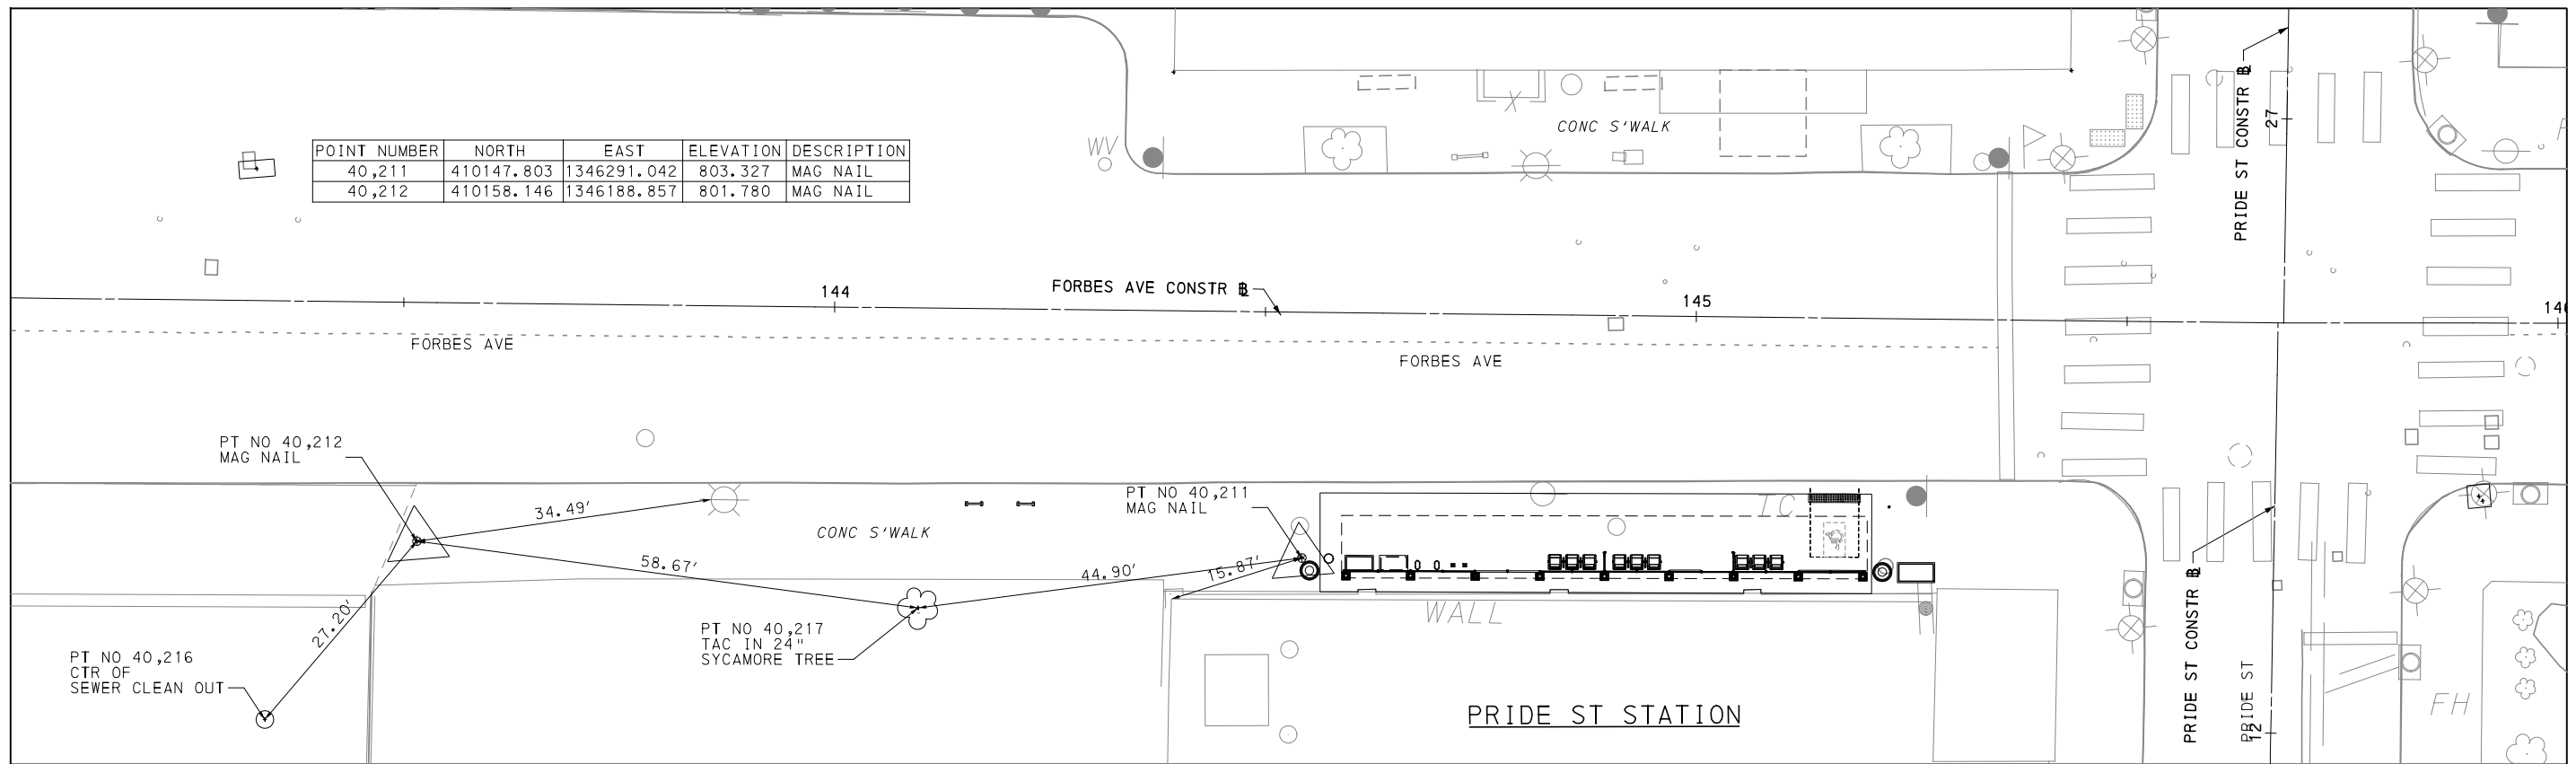 POINT NUMBER NORTH EAST ELEVATION DESCRIPTION
40,211 410147.803 1346291.042 803.327 MAG NAIL
40,212 410158.146 1346188.857 801.780 MAG NAIL
WV
CONC S'WALK
PRIDE ST CONSTR B
27
FORBES AVE CONSTR B
144
145
FORBES AVE
FORBES AVE
PT NO 40,212
MAG NAIL
34.49'
CONC S'WALK
PT NO 40,211
MAG NAIL
TC
58.67'
44.90'
15.87'
27.20'
WALL
PT NO 40,217
TAC IN 24"
SYCAMORE TREE
PT NO 40,216
CTR OF
SEWER CLEAN OUT
PRIDE ST STATION
PRIDE ST CONSTR B
PRIDE ST
12
FH